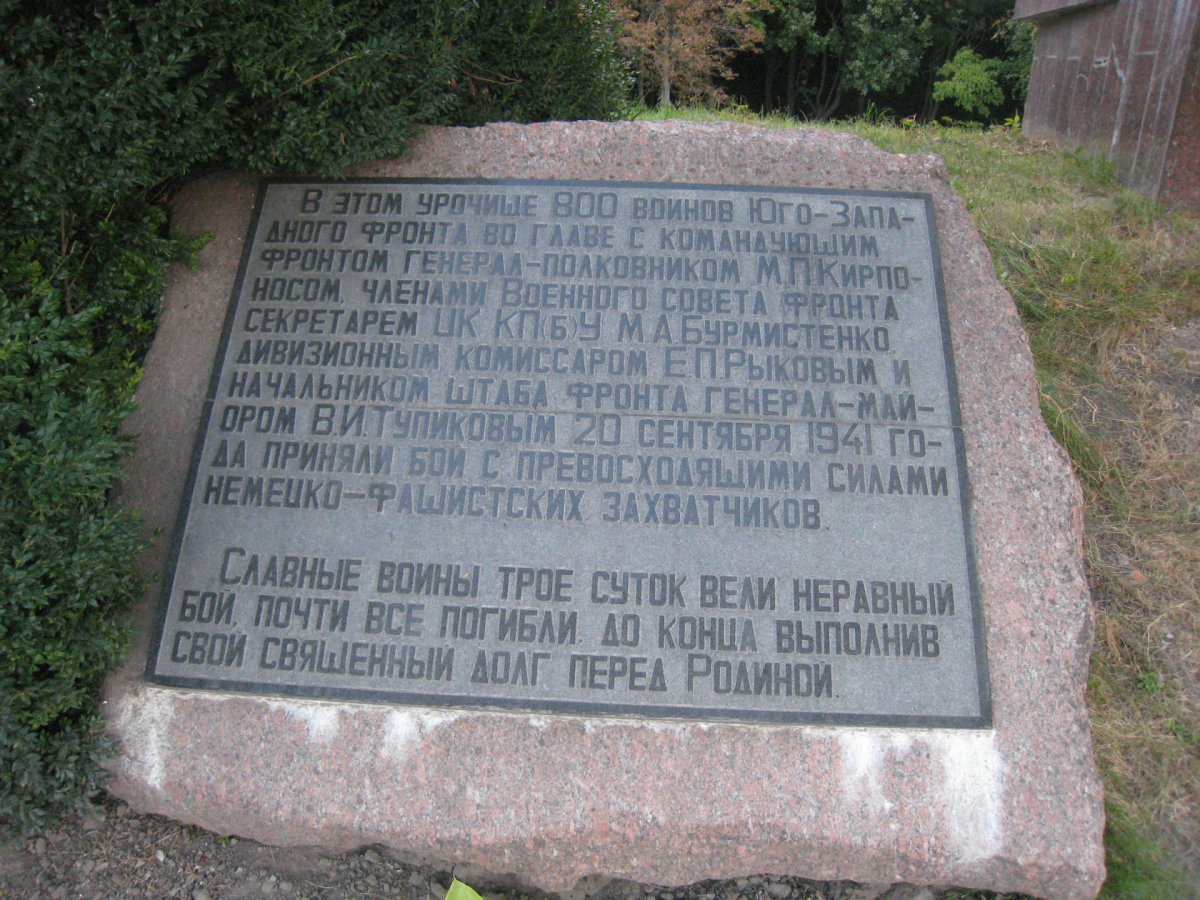 В этом урочище 800 воинов Юго-Запа-
дного фронта во главе с командующим
фронтом генерал-полковником М.П.Кирпо-
носом, членами Военного совета фронта
секретарем ЦК КП(б)У М.А.Бурмистенко,
дивизионным комиссаром Е.П.Рыковым и
начальником штаба фронта генерал-май-
ором В.И.Тупиковым 20 сентября 1941 го-
да приняли бой с превосходящими силами
немецко-фашистских захватчиков.
Славные воины трое суток вели неравный
бой, почти все погибли, до конца выполнив
свой священный долг перед Родиной.